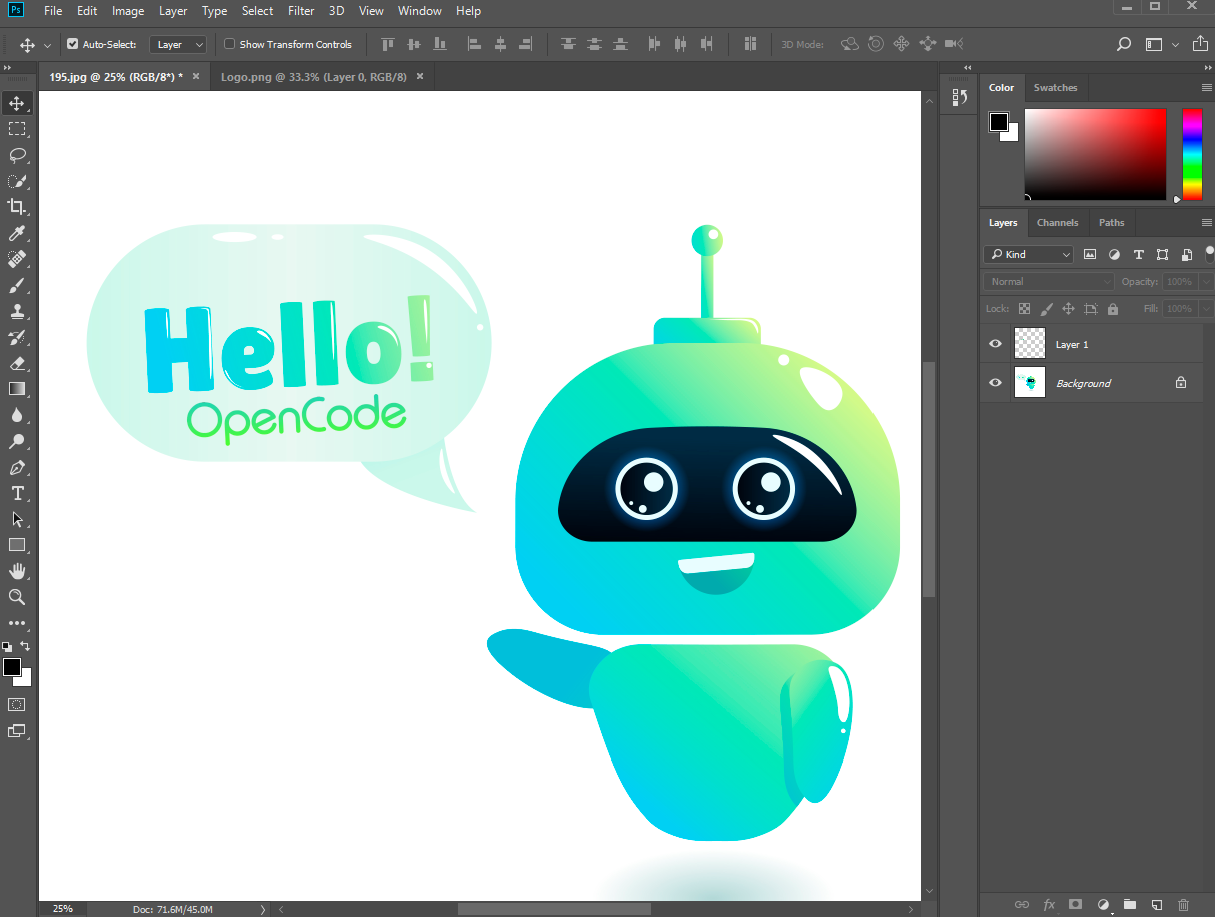 Ps File Edit Image Layer Type Select Filter 3D View Window Help
Auto-Select: Layer Show Transform Controls 3D Mode:
195.jpg @ 25% (RGB/8*) * × Logo.png @ 33.3% (Layer 0, RGB/8) ×
Color Swatches
Hello!
OpenCode
Layers Channels Paths
Kind
Normal Opacity: 100%
Lock: Fill: 100%
Layer 1
Background
25% Doc: 71.6M/45.0M